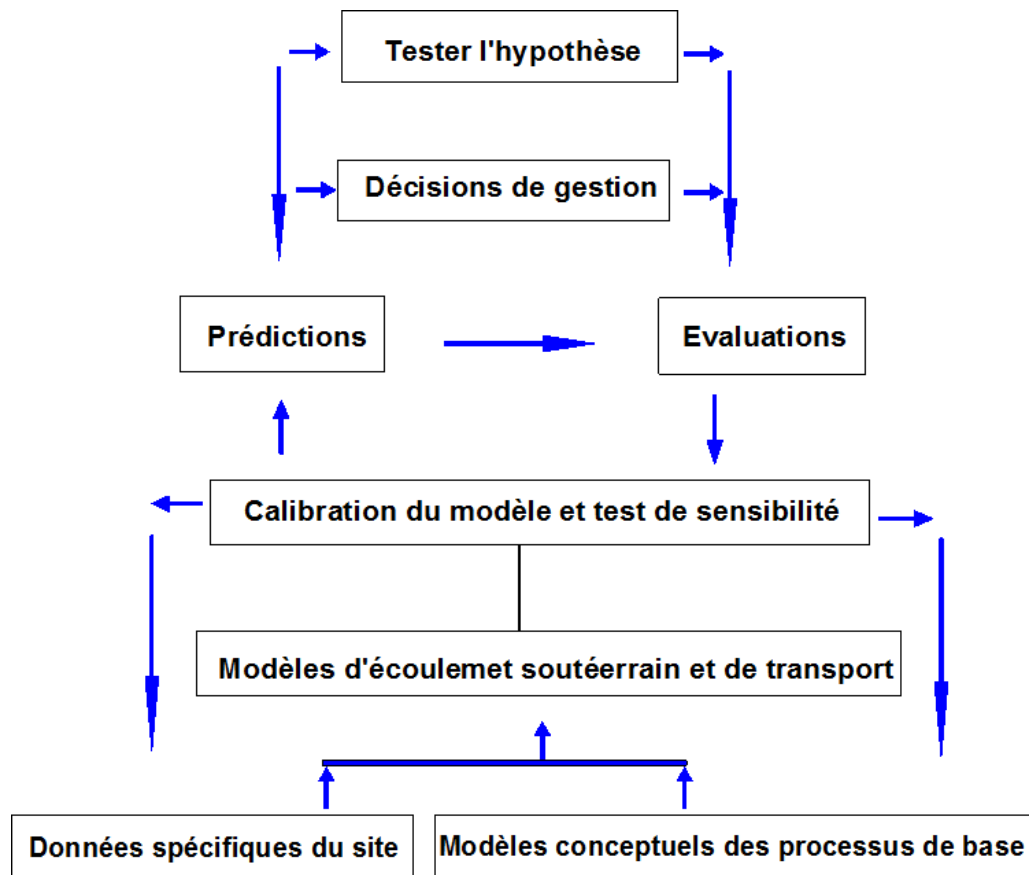 Tester l'hypothèse
Décisions de gestion
Prédictions
Evaluations
Calibration du modèle et test de sensibilité
Modèles d'écoulemet soutéerrain et de transport
Données spécifiques du site
Modèles conceptuels des processus de base